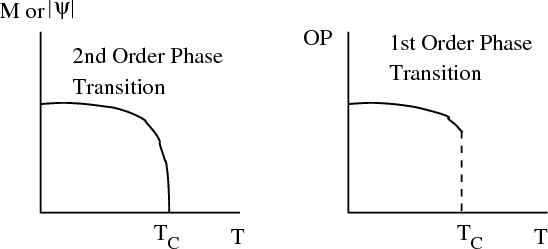 M or |ψ|
2nd Order Phase
Transition
T_C
T
OP
1st Order Phase
Transition
T_C
T